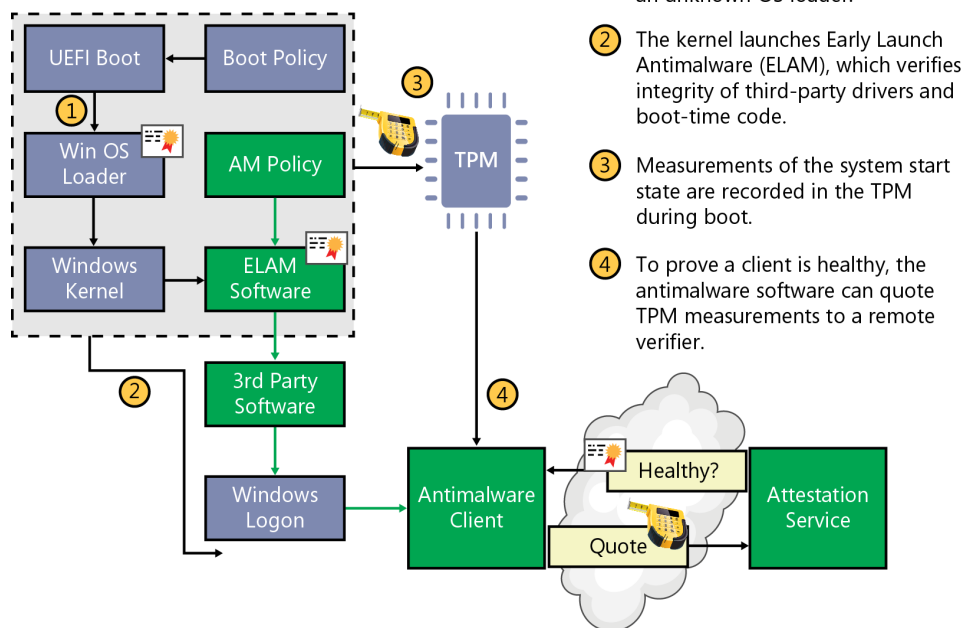 UEFI Boot
Boot Policy
1
Win OS
Loader
AM Policy
Windows
Kernel
ELAM
Software
3
TPM
2
3rd Party
Software
4
Windows
Logon
Antimalware
Client
Healthy?
Quote
Attestation
Service
an unknown OS loader.
2
The kernel launches Early Launch
Antimalware (ELAM), which verifies
integrity of third-party drivers and
boot-time code.
3
Measurements of the system start
state are recorded in the TPM
during boot.
4
To prove a client is healthy, the
antimalware software can quote
TPM measurements to a remote
verifier.